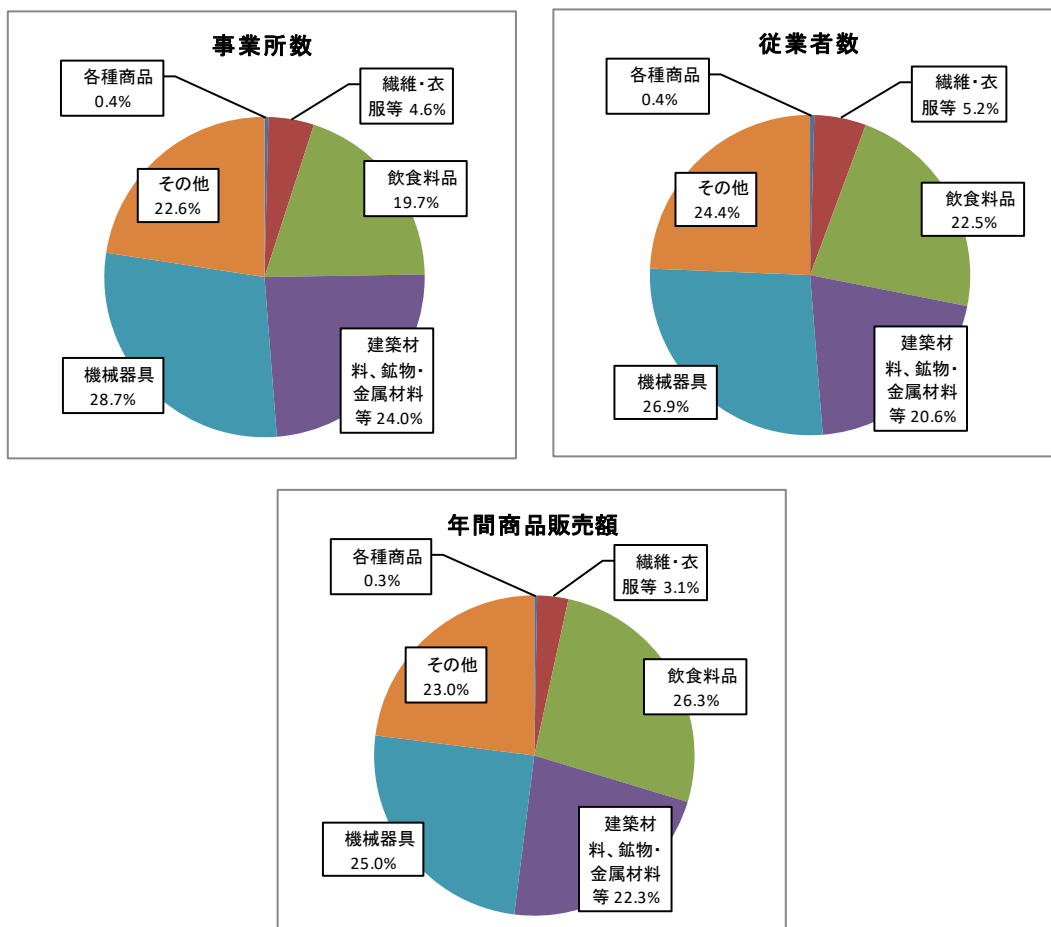 事業所数
各種商品
0.4%
繊維・衣
服等 4.6%
飲食料品
19.7%
建築材
料、鉱物・
金属材料
等 24.0%
機械器具
28.7%
その他
22.6%
従業者数
各種商品
0.4%
繊維・衣
服等 5.2%
飲食料品
22.5%
建築材
料、鉱物・
金属材料
等 20.6%
機械器具
26.9%
その他
24.4%
年間商品販売額
各種商品
0.3%
繊維・衣
服等 3.1%
飲食料品
26.3%
建築材
料、鉱物・
金属材料
等 22.3%
機械器具
25.0%
その他
23.0%